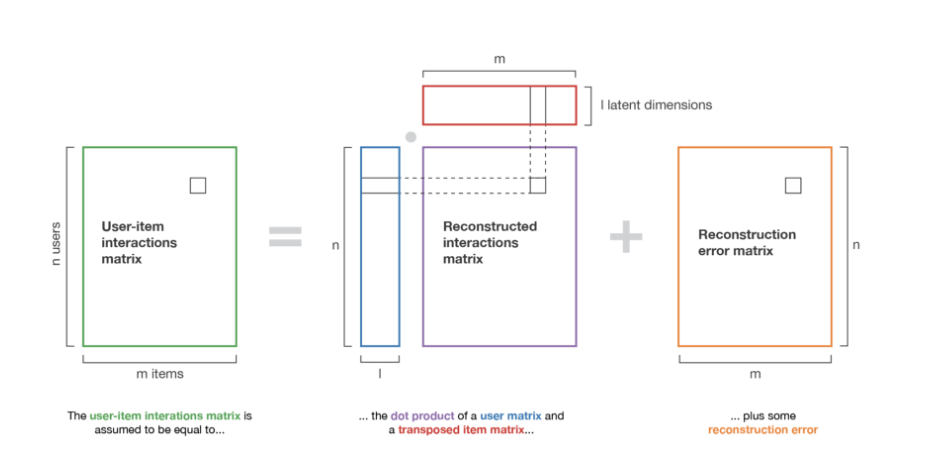 m
l latent dimensions
n users
User-item
interactions
matrix
=
n
Reconstructed
interactions
matrix
+
Reconstruction
error matrix
n
m items
l
m
The user-item interations matrix is
assumed to be equal to...
... the dot product of a user matrix and
a transposed item matrix...
... plus some
reconstruction error